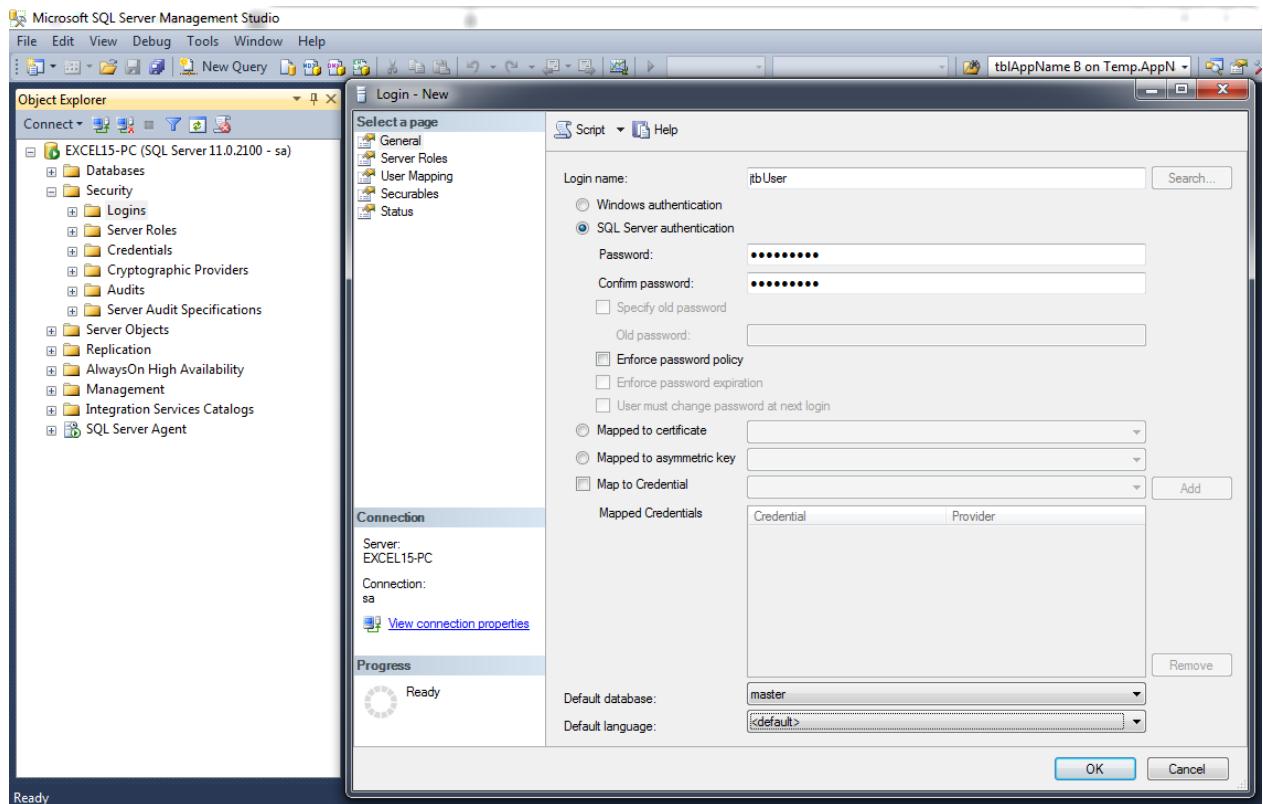 Microsoft SQL Server Management Studio
File Edit View Debug Tools Window Help
New Query
tblAppName B on Temp.AppN
Object Explorer
Connect
EXCEL15-PC (SQL Server 11.0.2100 - sa)
Databases
Security
Logins
Server Roles
Credentials
Cryptographic Providers
Audits
Server Audit Specifications
Server Objects
Replication
AlwaysOn High Availability
Management
Integration Services Catalogs
SQL Server Agent
Ready
Login - New
Select a page
General
Server Roles
User Mapping
Securables
Status
Connection
Server:
EXCEL15-PC
Connection:
sa
View connection properties
Progress
Ready
Script Help
Login name: jtbUser Search...
Windows authentication
SQL Server authentication
Password: •••••••••
Confirm password: •••••••••
Specify old password
Old password:
Enforce password policy
Enforce password expiration
User must change password at next login
Mapped to certificate
Mapped to asymmetric key
Map to Credential Add
Mapped Credentials Credential Provider
Remove
Default database: master
Default language: <default>
OK Cancel